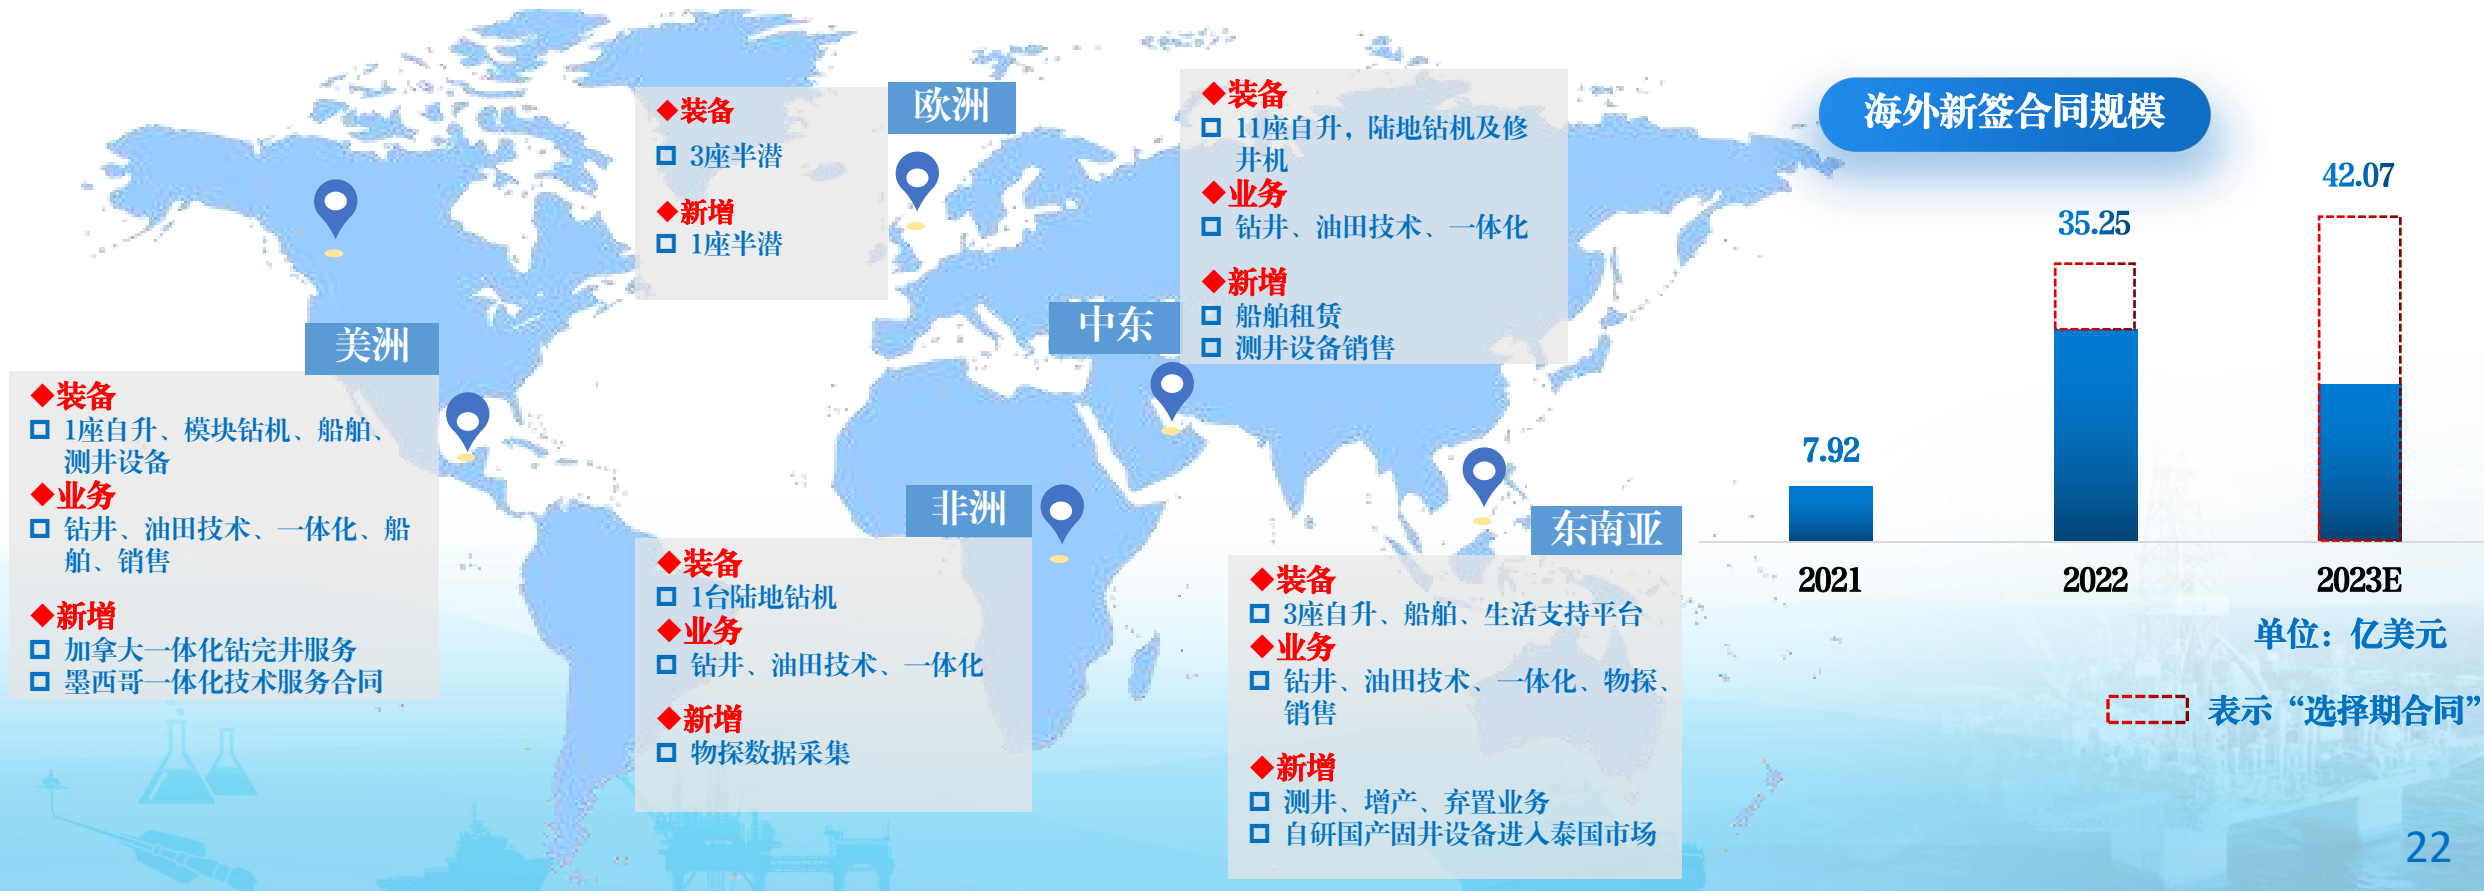 美洲
◆装备
1座自升、模块钻机、船舶、
测井设备
◆业务
钻井、油田技术、一体化、船
舶、销售
◆新增
加拿大一体化钻完井服务
墨西哥一体化技术服务合同
欧洲
◆装备
3座半潜
◆新增
1座半潜
非洲
◆装备
1台陆地钻机
◆业务
钻井、油田技术、一体化
◆新增
物探数据采集
中东
◆装备
11座自升，陆地钻机及修
井机
◆业务
钻井、油田技术、一体化
◆新增
船舶租赁
测井设备销售
东南亚
◆装备
3座自升、船舶、生活支持平台
◆业务
钻井、油田技术、一体化、物探、
销售
◆新增
测井、增产、弃置业务
自研国产固井设备进入泰国市场
海外新签合同规模
7.92
35.25
42.07
2021
2022
2023E
单位：亿美元
表示“选择期合同”
22